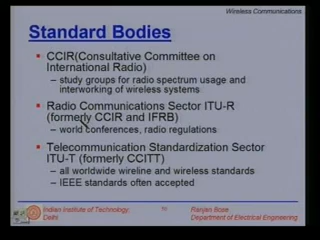 Wireless Communications
Standard Bodies
CCIR(Consultative Committee on
International Radio)
– study groups for radio spectrum usage and
interworking of wireless systems
Radio Communications Sector ITU-R
(formerly CCIR and IFRB)
– world conferences, radio regulations
Telecommunication Standardization Sector
ITU-T (formerly CCITT)
– all worldwide wireline and wireless standards
– IEEE standards often accepted
Indian Institute of Technology,
Delhi
Ranjan Bose
Department of Electrical Engineering